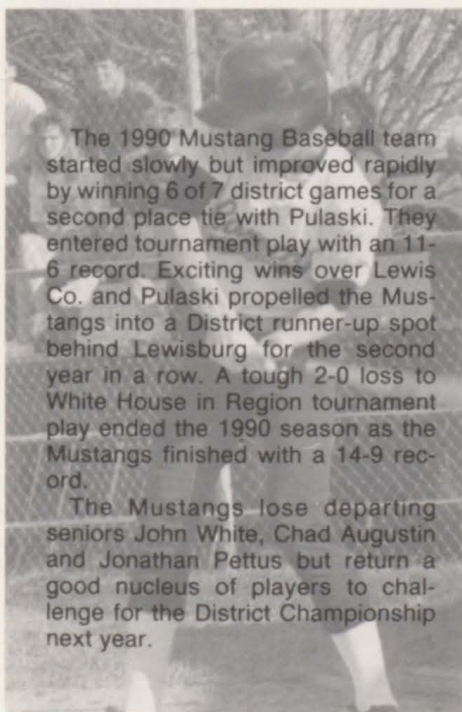 The 1990 Mustang Baseball team
started slowly but improved rapidly
by winning 6 of 7 district games for a
second place tie with Pulaski. They
entered tournament play with an 11-
6 record. Exciting wins over Lewis
Co. and Pulaski propelled the Mus-
tangs into a District runner-up spot
behind Lewisburg for the second
year in a row. A tough 2-0 loss to
White House in Region tournament
play ended the 1990 season as the
Mustangs finished with a 14-9 rec-
ord.
The Mustangs lose departing
seniors John White, Chad Augustin
and Jonathan Pettus but return a
good nucleus of players to chal-
lenge for the District Championship
next year.